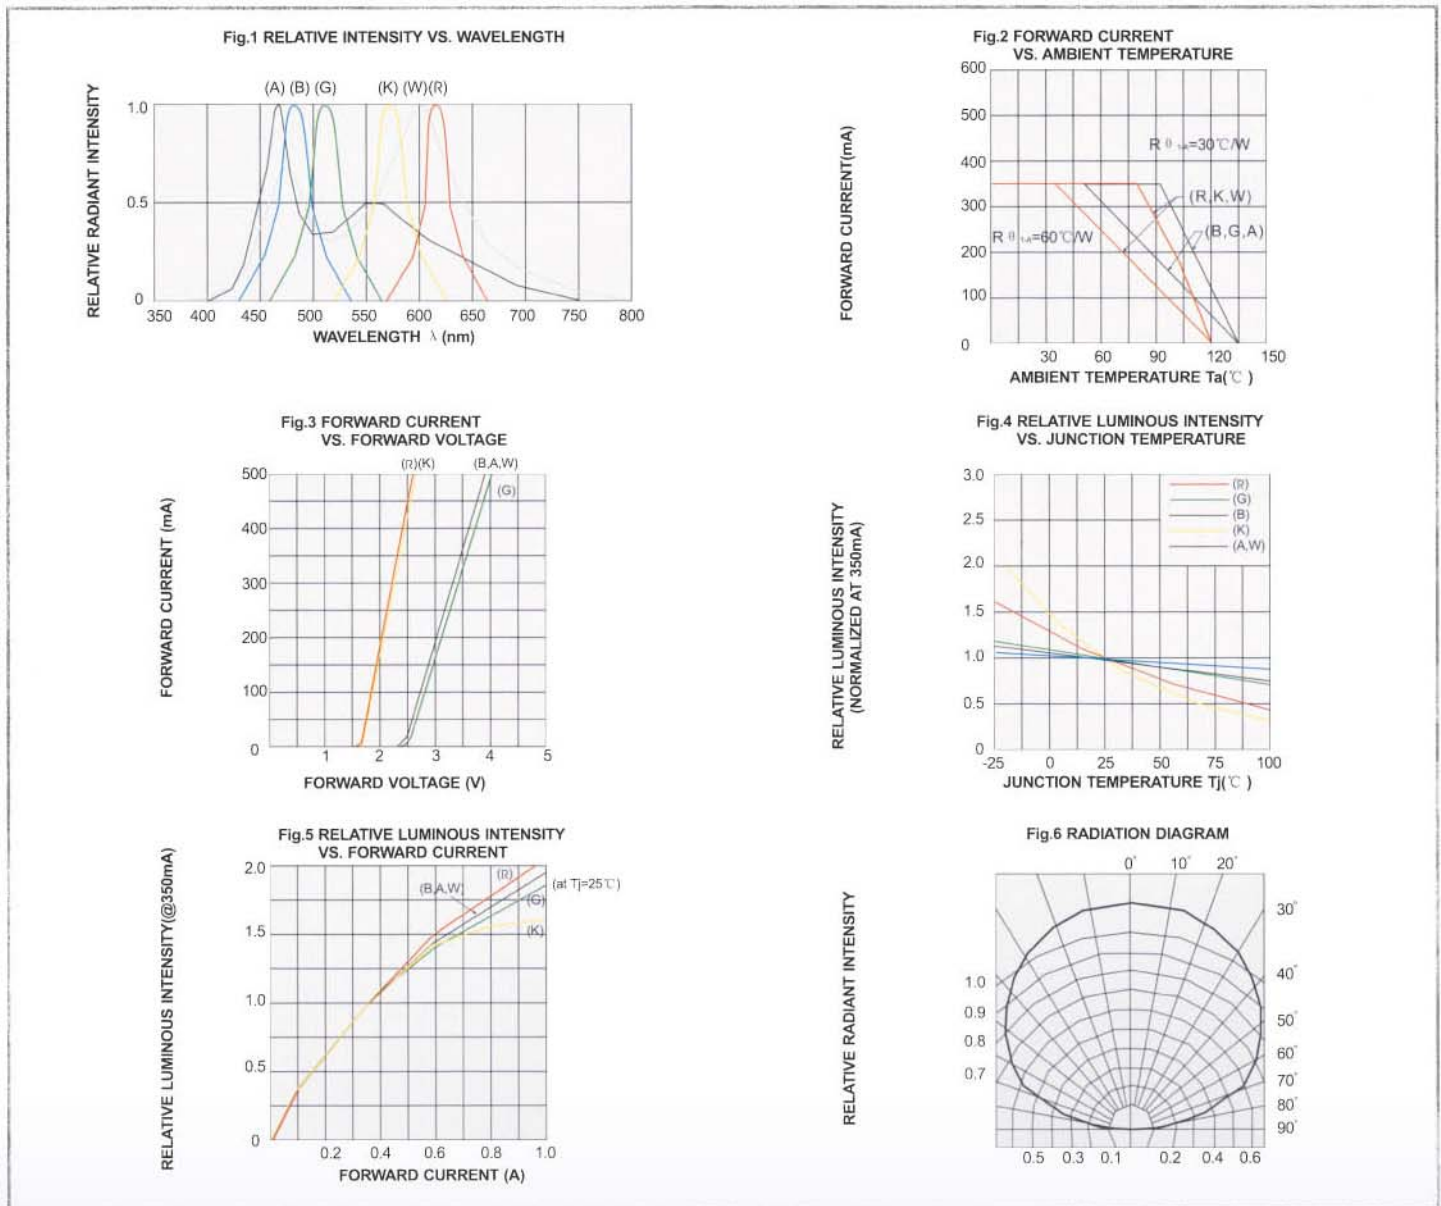 Fig.1 RELATIVE INTENSITY VS. WAVELENGTH
(A) (B) (G) (K) (W)(R)
RELATIVE RADIANT INTENSITY
1.0
0.5
0
350 400 450 500 550 600 650 700 750 800
WAVELENGTH λ (nm)
Fig.2 FORWARD CURRENT
VS. AMBIENT TEMPERATURE
FORWARD CURRENT(mA)
600
500
400
300
200
100
0
Rθ =30℃/W
(R,K,W)
(B,G,A)
Rθ =60℃/W
30 60 90 120 150
AMBIENT TEMPERATURE Ta(℃ )
Fig.3 FORWARD CURRENT
VS. FORWARD VOLTAGE
(R)(K) (B,A,W)
(G)
FORWARD CURRENT (mA)
500
400
300
200
100
0
1 2 3 4 5
FORWARD VOLTAGE (V)
Fig.4 RELATIVE LUMINOUS INTENSITY
VS. JUNCTION TEMPERATURE
RELATIVE LUMINOUS INTENSITY
(NORMALIZED AT 350mA)
3.0
2.5
2.0
1.5
1.0
0.5
0
(R)
(G)
(B)
(K)
(A,W)
-25 0 25 50 75 100
JUNCTION TEMPERATURE Tj(℃ )
Fig.5 RELATIVE LUMINOUS INTENSITY
VS. FORWARD CURRENT
RELATIVE LUMINOUS INTENSITY(@350mA)
2.0
1.5
1.0
0.5
0
(R)
(B,A,W)
(at Tj=25℃)
(G)
(K)
0.2 0.4 0.6 0.8 1.0
FORWARD CURRENT (A)
Fig.6 RADIATION DIAGRAM
RELATIVE RADIANT INTENSITY
0° 10° 20°
30°
40°
50°
60°
70°
80°
90°
1.0
0.9
0.8
0.7
0.5 0.3 0.1 0.2 0.4 0.6